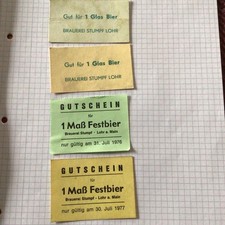 Gut für 1 Glas Bier
BRAUEREI STUMPF LOHR
Gut für 1 Glas Bier
BRAUEREI STUMPF LOHR
GUTSCHEIN
für
1 Maß Festbier
Brauerei Stumpf - Lohr a. Main
nur gültig am 31. Juli 1976
GUTSCHEIN
für
1 Maß Festbier
Brauerei Stumpf - Lohr a. Main
nur gültig am 30. Juli 1977